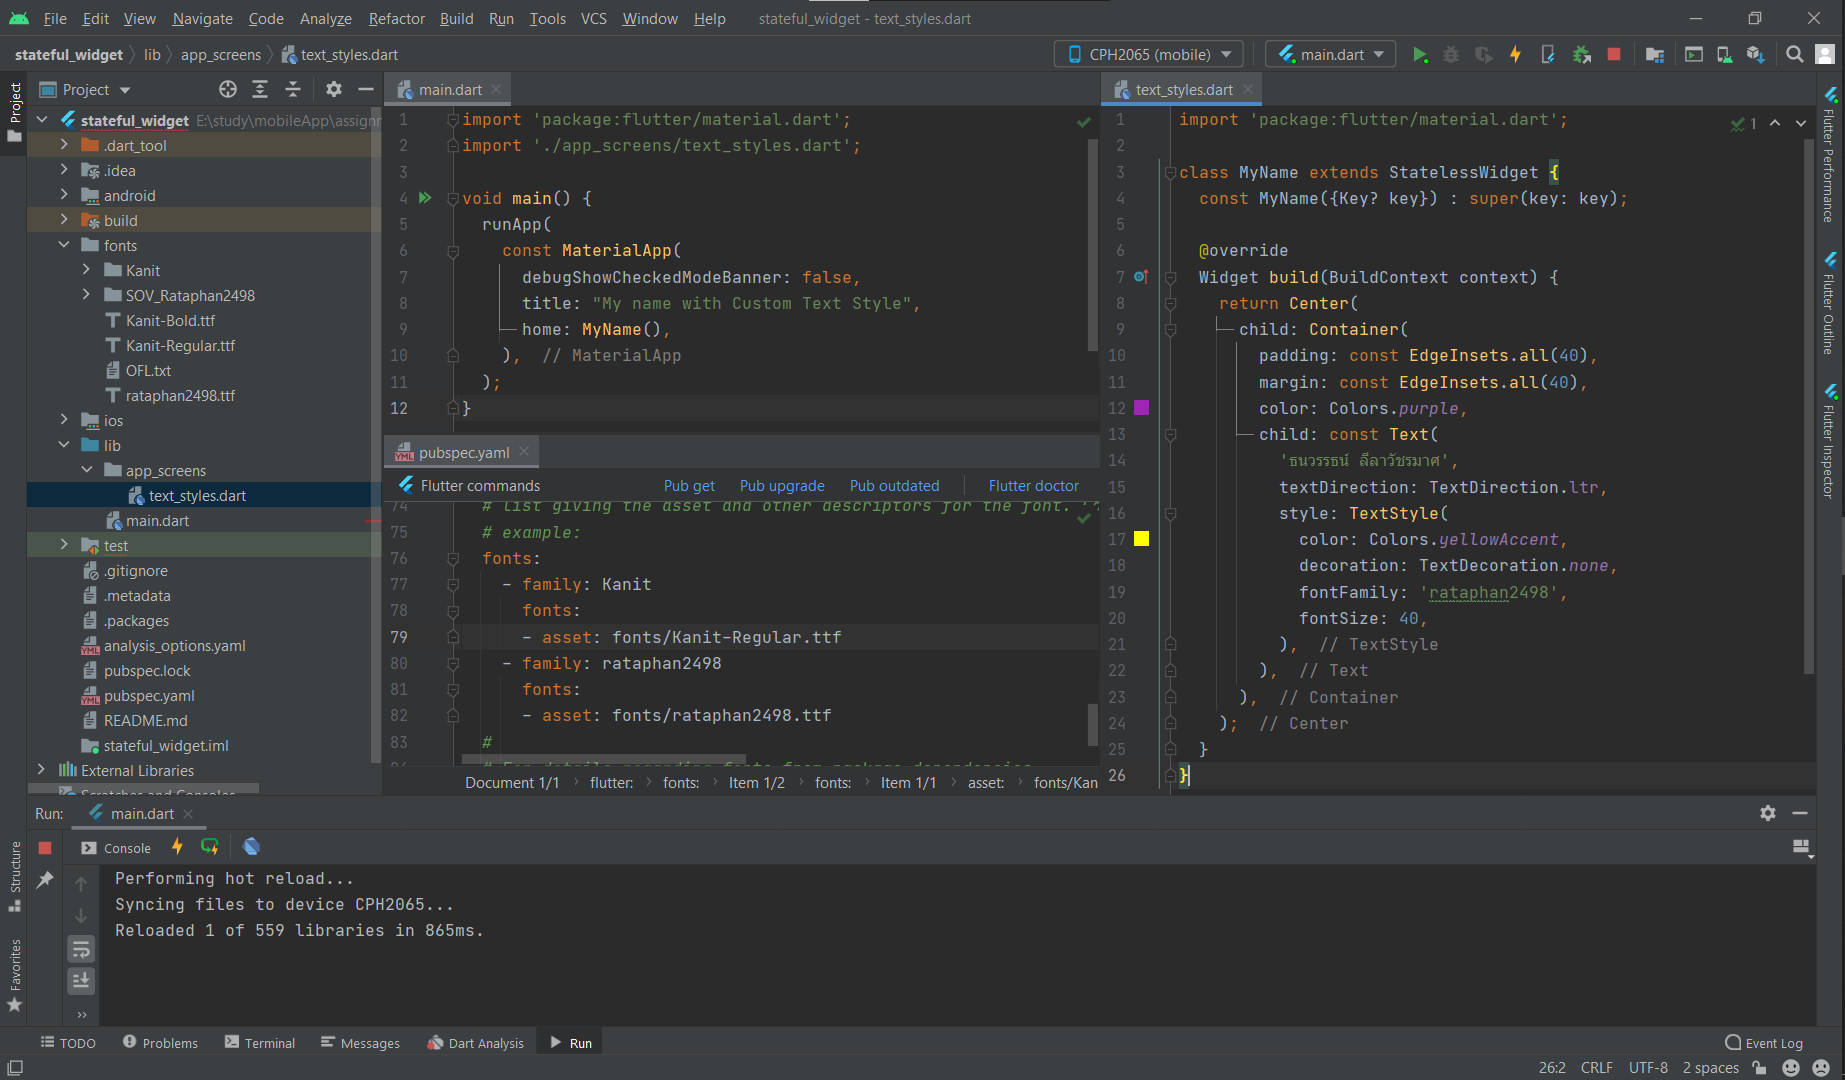 File Edit View Navigate Code Analyze Refactor Build Run Tools VCS Window Help stateful_widget - text_styles.dart
stateful_widget lib app_screens text_styles.dart CPH2065 (mobile) main.dart
Project
Project
stateful_widget E:\study\mobileApp\assignr
.dart_tool
.idea
android
build
fonts
Kanit
SOV_Rataphan2498
Kanit-Bold.ttf
Kanit-Regular.ttf
OFL.txt
rataphan2498.ttf
ios
lib
app_screens
text_styles.dart
main.dart
test
.gitignore
.metadata
.packages
analysis_options.yaml
pubspec.lock
pubspec.yaml
README.md
stateful_widget.iml
External Libraries
Scratches and Consoles
main.dart
1 import 'package:flutter/material.dart';
2 import './app_screens/text_styles.dart';
3
4 void main() {
5 runApp(
6 const MaterialApp(
7 debugShowCheckedModeBanner: false,
8 title: "My name with Custom Text Style",
9 home: MyName(),
10 ), // MaterialApp
11 );
12 }
pubspec.yaml
Flutter commands Pub get Pub upgrade Pub outdated Flutter doctor
74 # list giving the asset and other descriptors for the font.
75 # example:
76 fonts:
77 - family: Kanit
78 fonts:
79 - asset: fonts/Kanit-Regular.ttf
80 - family: rataphan2498
81 fonts:
82 - asset: fonts/rataphan2498.ttf
83 #
# For details regarding fonts from package dependencies
Document 1/1 flutter: fonts: Item 1/2 fonts: Item 1/1 asset: fonts/Kan
text_styles.dart
1 import 'package:flutter/material.dart';
1
2
3 class MyName extends StatelessWidget {
4 const MyName({Key? key}) : super(key: key);
5
6 @override
7 Widget build(BuildContext context) {
8 return Center(
9 child: Container(
10 padding: const EdgeInsets.all(40),
11 margin: const EdgeInsets.all(40),
12 color: Colors.purple,
13 child: const Text(
14 'ธนวรรธน์ ลีลาวัชรมาศ',
15 textDirection: TextDirection.ltr,
16 style: TextStyle(
17 color: Colors.yellowAccent,
18 decoration: TextDecoration.none,
19 fontFamily: 'rataphan2498',
20 fontSize: 40,
21 ), // TextStyle
22 ), // Text
23 ), // Container
24 ); // Center
25 }
26 }
Flutter Performance
Flutter Outline
Flutter Inspector
Run: main.dart
Console
Performing hot reload...
Syncing files to device CPH2065...
Reloaded 1 of 559 libraries in 865ms.
Structure
Favorites
TODO Problems Terminal Messages Dart Analysis Run Event Log
26:2 CRLF UTF-8 2 spaces